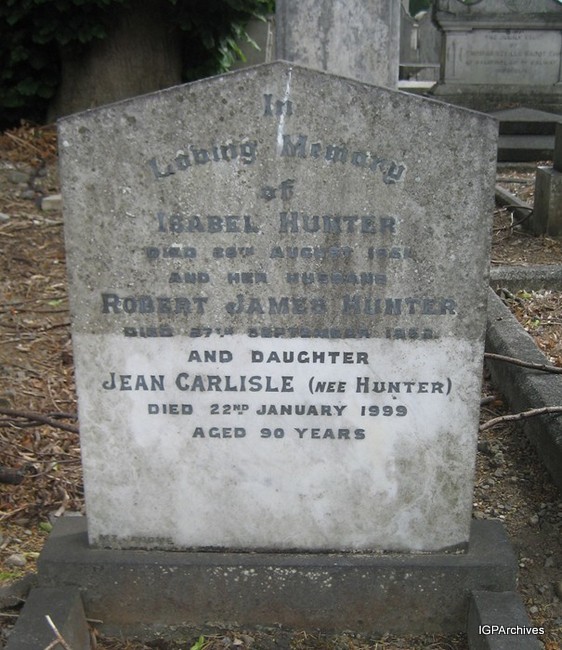 In
Loving Memory
of
ISABEL HUNTER
DIED AUGUST
AND HER HUSBAND
ROBERT JAMES HUNTER
DIED 27TH SEPTEMBER
AND DAUGHTER
JEAN CARLISLE (NEE HUNTER)
DIED 22ND JANUARY 1999
AGED 90 YEARS
IGPArchives